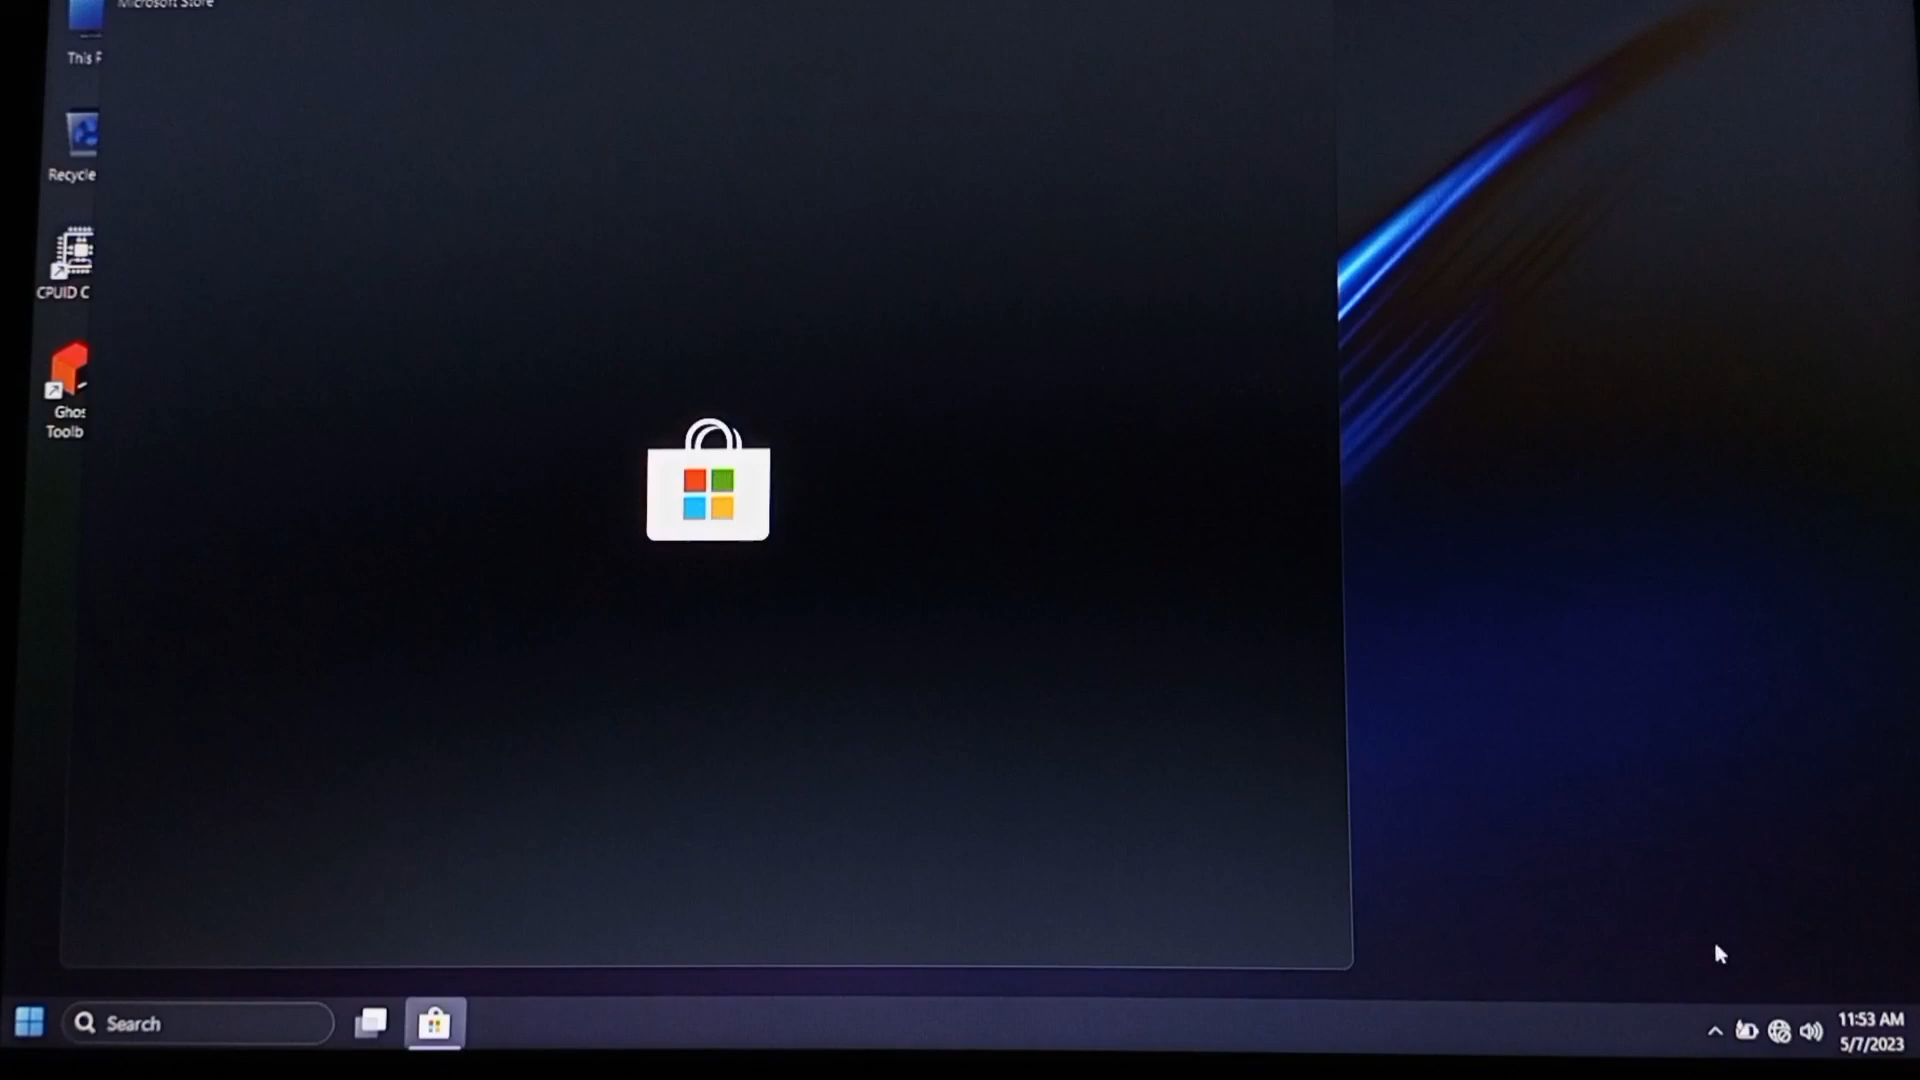 Microsoft Store
This P
Recycle
CPUID C
Ghos
Toolb
Search
11:53 AM
5/7/2023